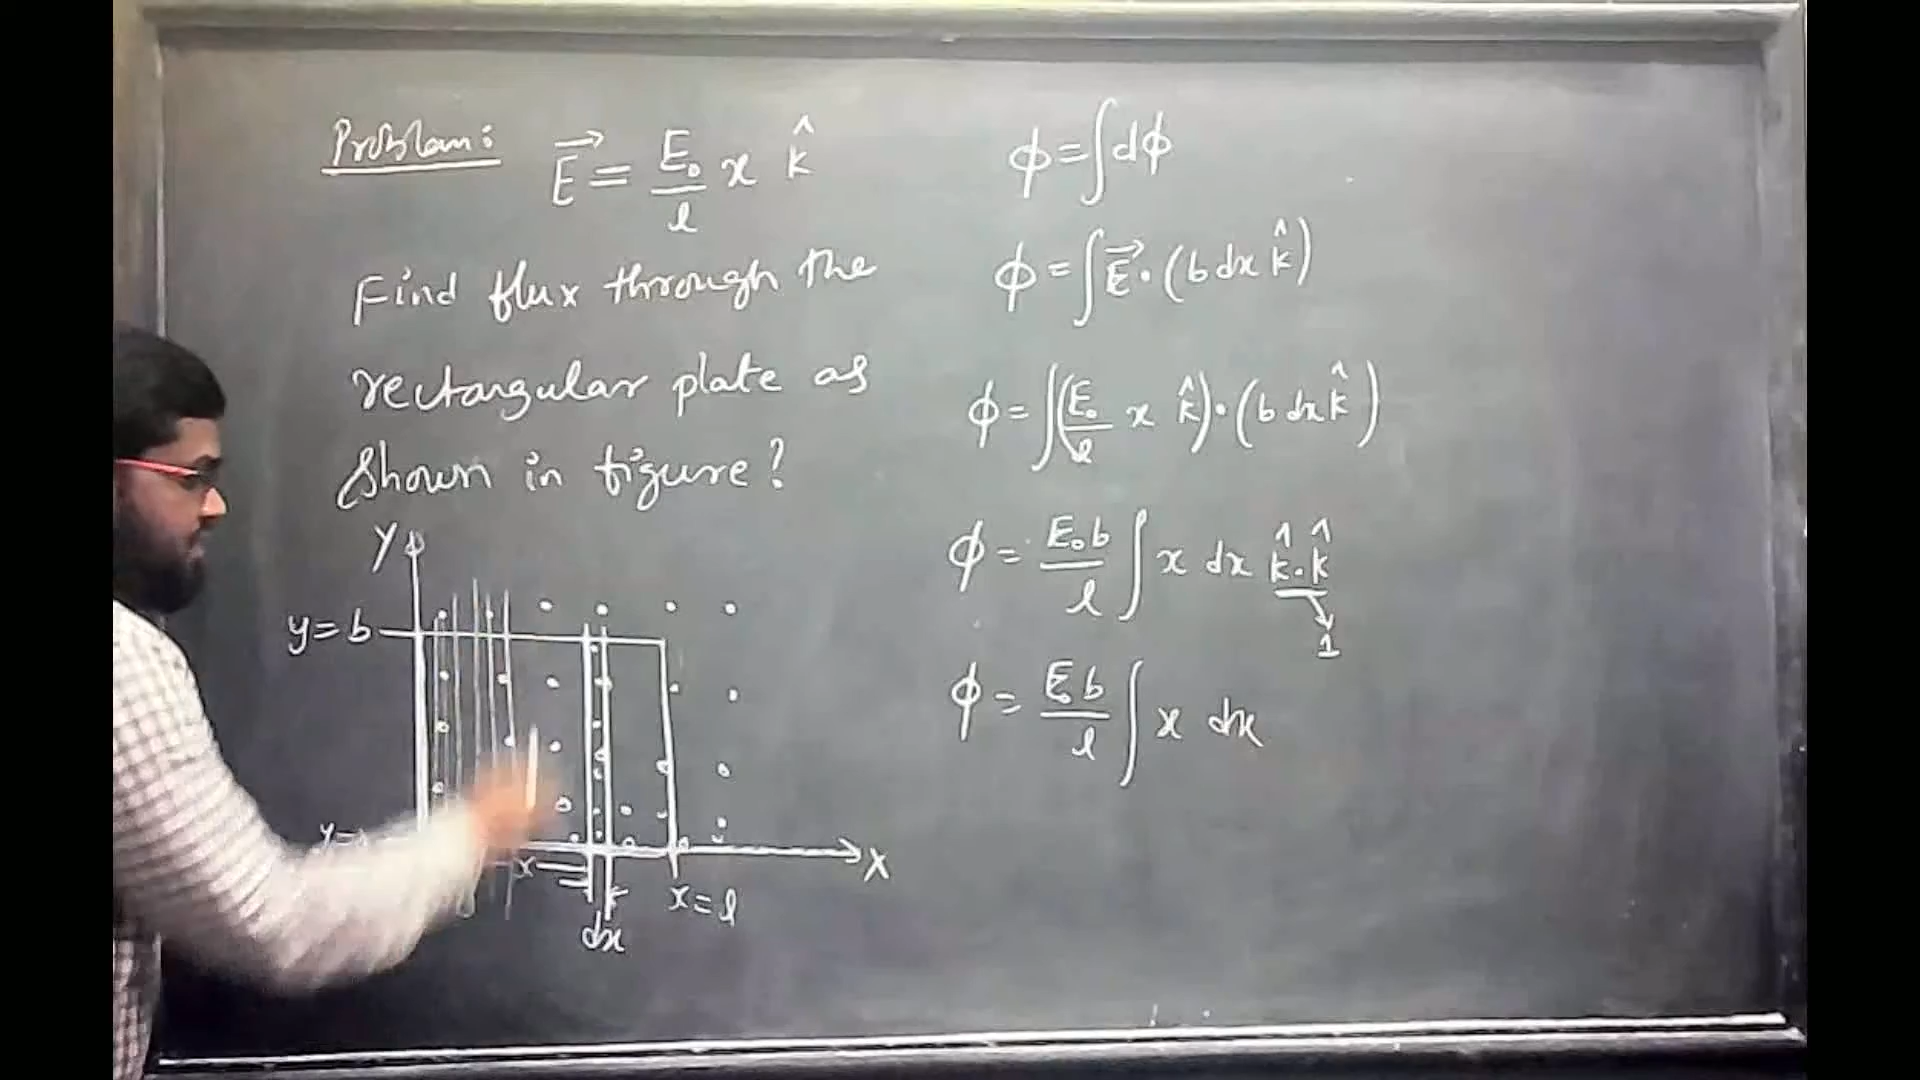 Problem: E⃗ = E₀/l x k̂
Find flux through the
rectangular plate as
shown in figure?
Y
y = b
x
dx
x = l
X
ϕ = ∫dϕ
ϕ = ∫E⃗ · (b dx k̂)
ϕ = ∫(E₀/l x k̂) · (b dx k̂)
ϕ = E₀b/l ∫ x dx k̂ · k̂
1
ϕ = E₀b/l ∫ x dx